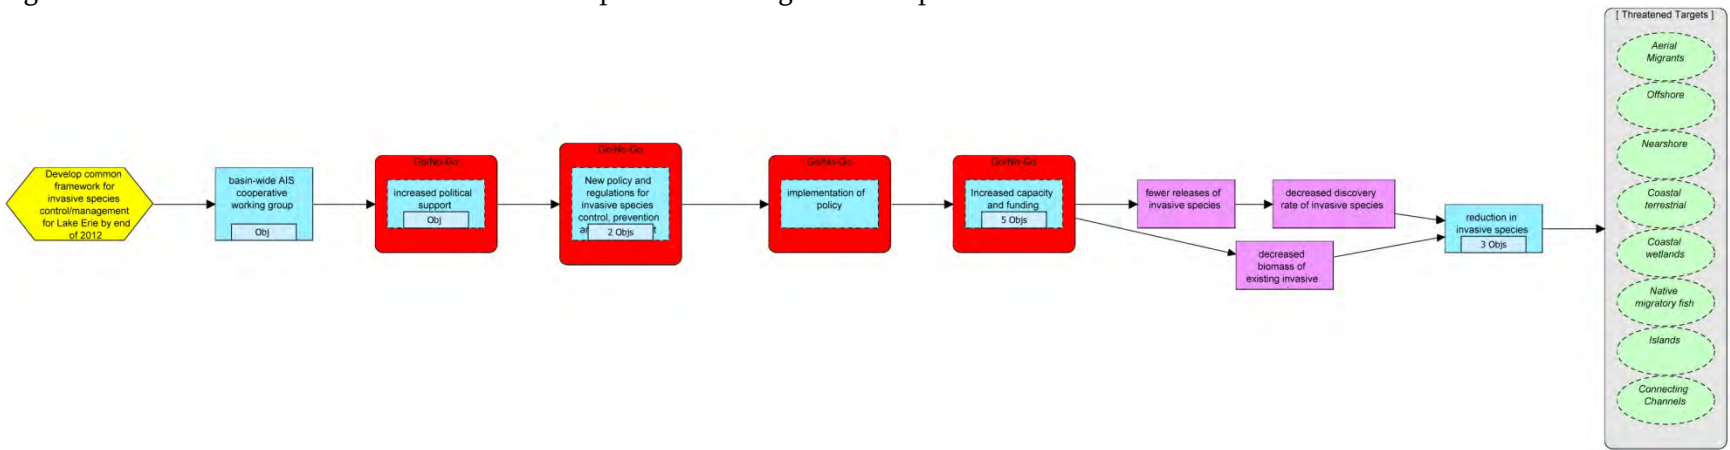 Develop common
framework for
invasive species
control/management
for Lake Erie by end
of 2012
basin-wide AIS
cooperative
working group
Obj
Go/No-Go
increased political
support
Obj
Go/No-Go
New policy and
regulations for
invasive species
control, prevention
2 Objs
Go/No-Go
implementation of
policy
Go/No-Go
Increased capacity
and funding
5 Objs
fewer releases of
invasive species
decreased discovery
rate of invasive species
decreased
biomass of
existing invasive
reduction in
invasive species
3 Objs
[ Threatened Targets ]
Aerial
Migrants
Offshore
Nearshore
Coastal
terrestrial
Coastal
wetlands
Native
migratory fish
Islands
Connecting
Channels